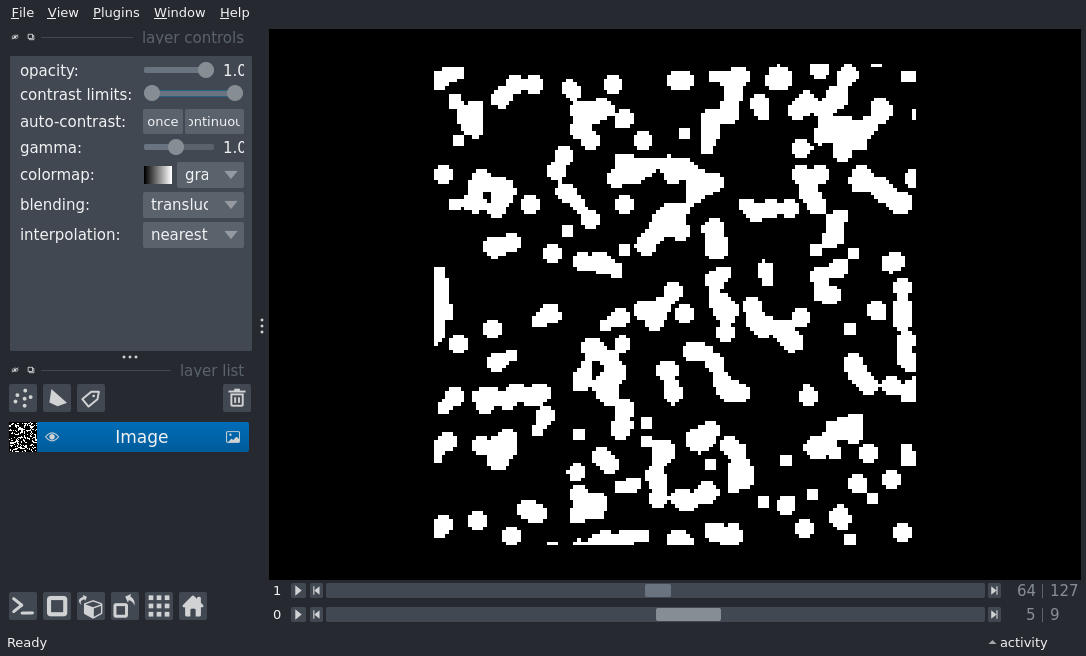 File View Plugins Window Help
layer controls
opacity: 1.0
contrast limits:
auto-contrast: once ontinuou
gamma: 1.0
colormap: gra
blending: transluc
interpolation: nearest
layer list
Image
1 64 | 127
0 5 | 9
Ready activity